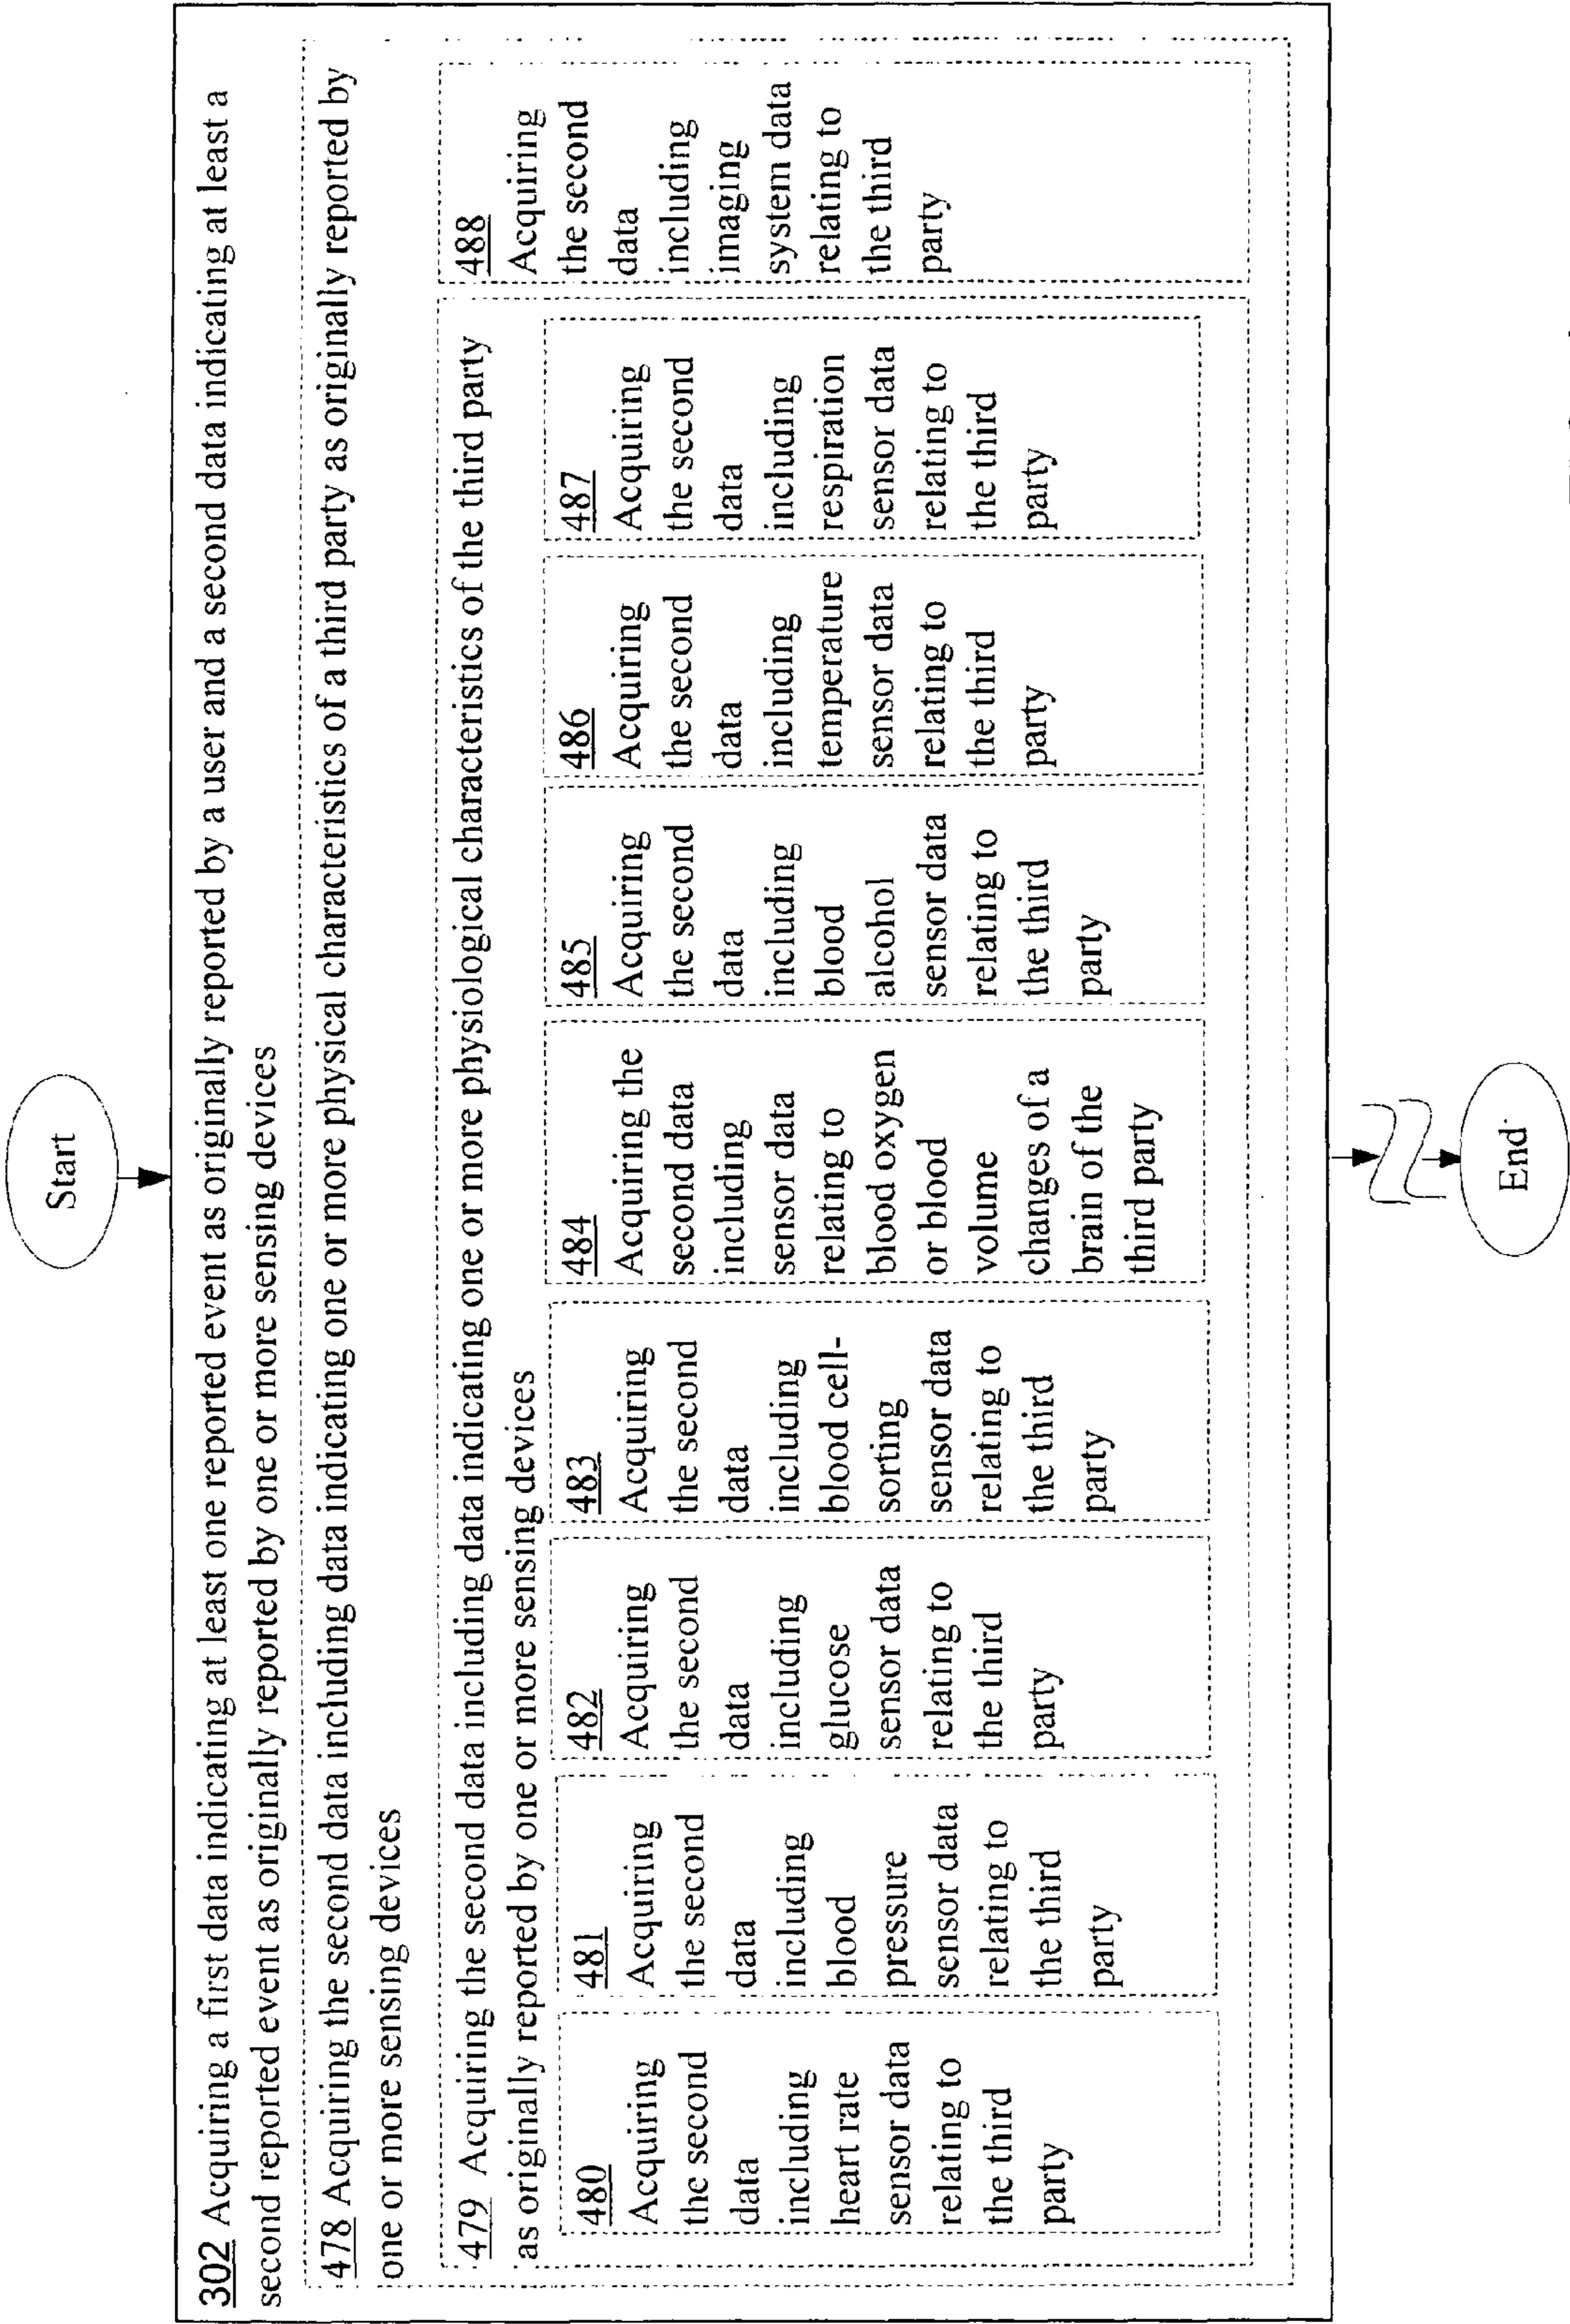 Start
302 Acquiring a first data indicating at least one reported event as originally reported by a user and a second data indicating at least a
second reported event as originally reported by one or more sensing devices
478 Acquiring the second data including data indicating one or more physical characteristics of a third party as originally reported by
one or more sensing devices
479 Acquiring the second data including data indicating one or more physiological characteristics of the third party
as originally reported by one or more sensing devices
480
Acquiring
the second
data
including
heart rate
sensor data
relating to
the third
party
481
Acquiring
the second
data
including
blood
pressure
sensor data
relating to
the third
party
482
Acquiring
the second
data
including
glucose
sensor data
relating to
the third
party
483
Acquiring
the second
data
including
blood cell-
sorting
sensor data
relating to
the third
party
484
Acquiring the
second data
including
sensor data
relating to
blood oxygen
or blood
volume
changes of a
brain of the
third party
485
Acquiring
the second
data
including
blood
alcohol
sensor data
relating to
the third
party
486
Acquiring
the second
data
including
temperature
sensor data
relating to
the third
party
487
Acquiring
the second
data
including
respiration
sensor data
relating to
the third
party
488
Acquiring
the second
data
including
imaging
system data
relating to
the third
party
End